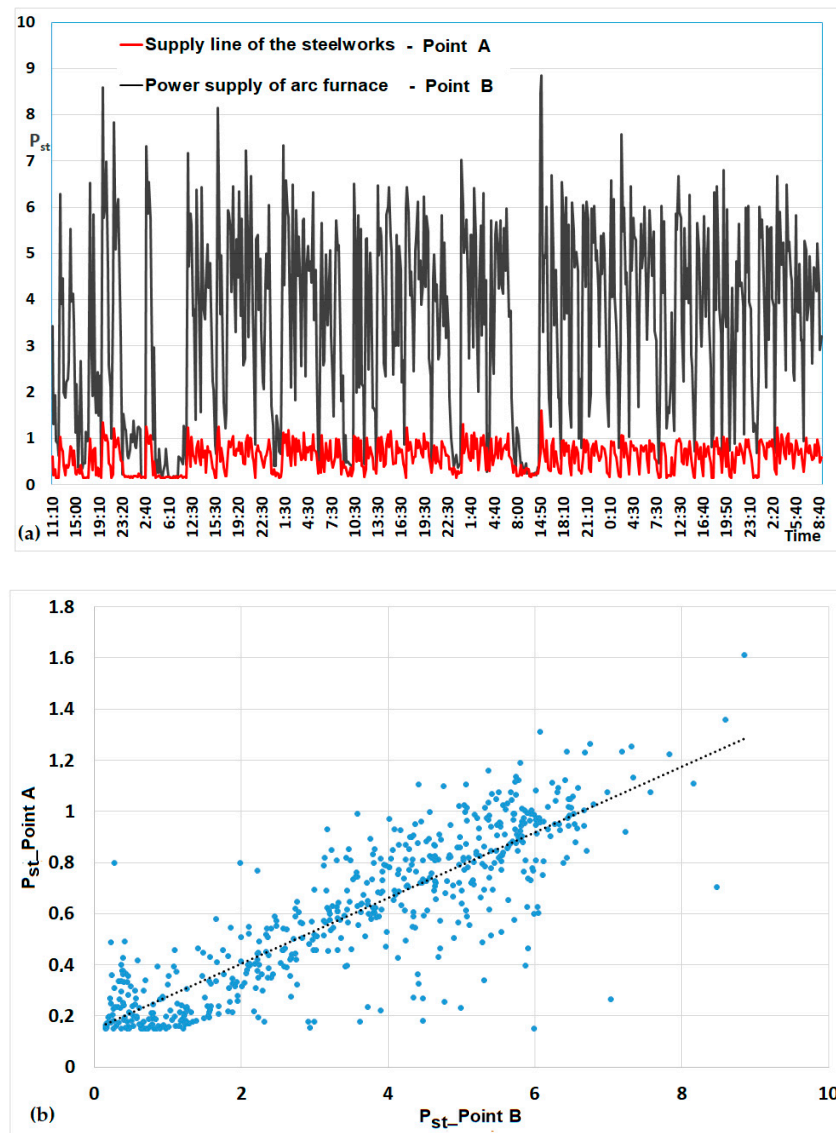 10
Supply line of the steelworks - Point A
9
Power supply of arc furnace - Point B
8
Pst
7
6
5
4
3
2
1
0
11:10 15:00 19:10 23:20 2:40 6:10 12:30 15:30 19:20 22:30 1:30 4:30 7:30 10:30 13:30 16:30 19:30 22:30 1:40 4:40 8:00 14:50 18:10 21:10 0:10 4:30 7:30 12:30 16:40 19:50 23:10 2:20 5:40 8:40
(a)
Time
1.8
1.6
1.4
1.2
1
0.8
0.6
0.4
0.2
0
Pst_Point A
0 2 4 6 8 10
(b)
Pst_Point B